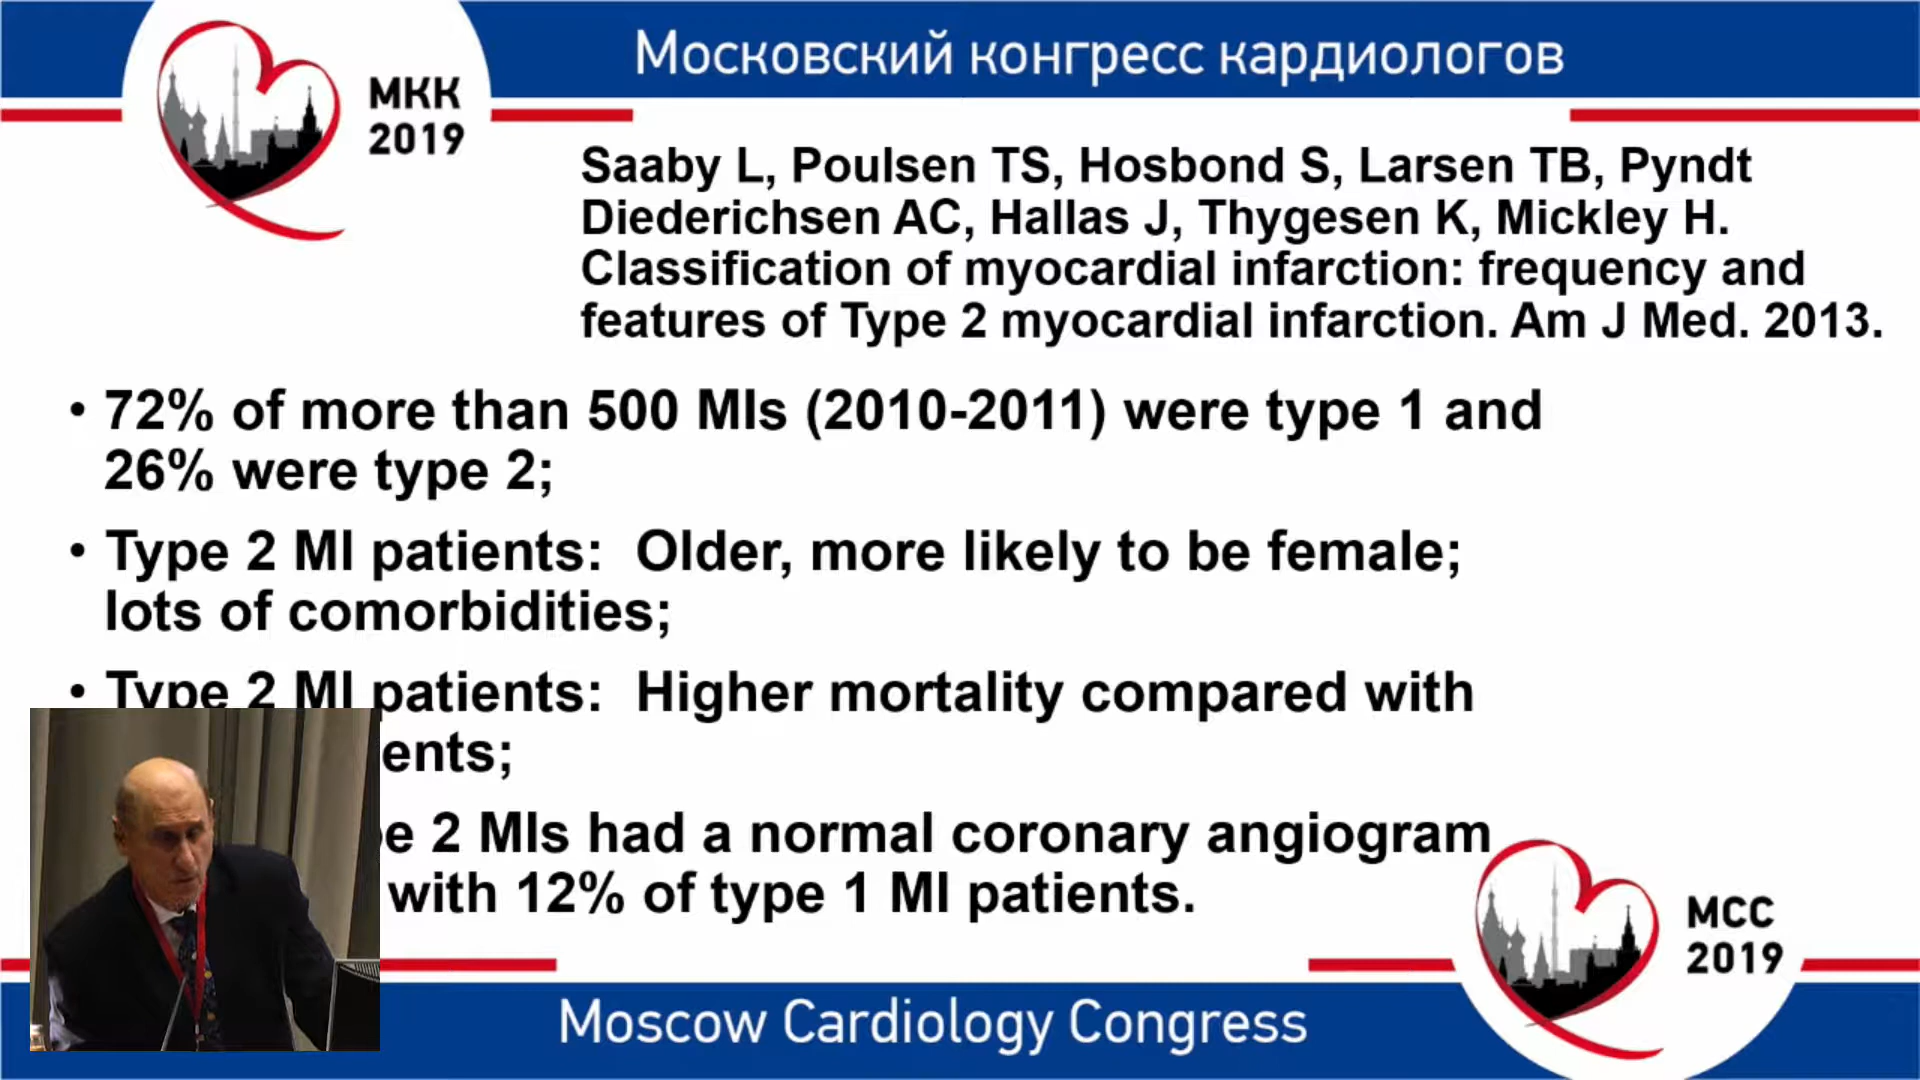 Московский конгресс кардиологов
МКК
2019
Saaby L, Poulsen TS, Hosbond S, Larsen TB, Pyndt
Diederichsen AC, Hallas J, Thygesen K, Mickley H.
Classification of myocardial infarction: frequency and
features of Type 2 myocardial infarction. Am J Med. 2013.
• 72% of more than 500 MIs (2010-2011) were type 1 and
26% were type 2;
• Type 2 MI patients: Older, more likely to be female;
lots of comorbidities;
• Type 2 MI patients: Higher mortality compared with
ents;
e 2 MIs had a normal coronary angiogram
with 12% of type 1 MI patients.
MCC
2019
Moscow Cardiology Congress